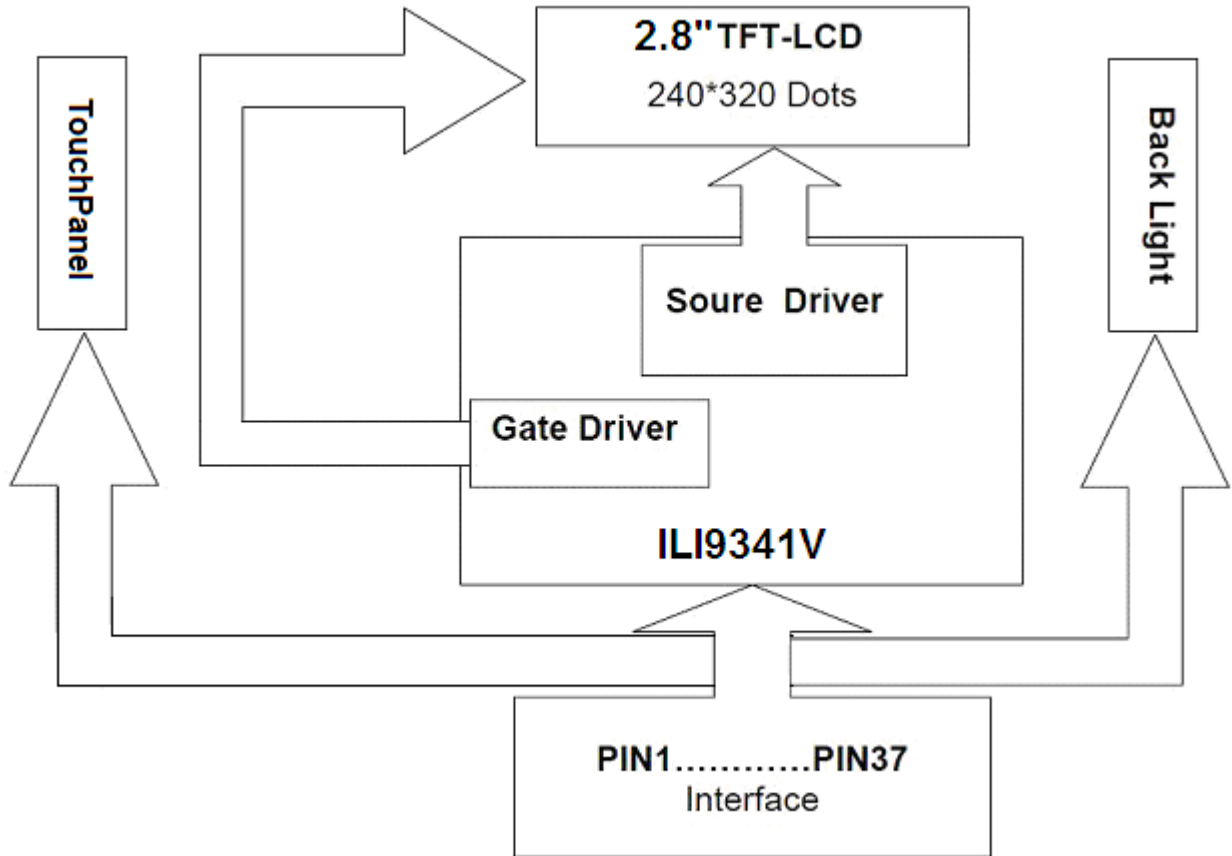 2.8" TFT-LCD
240*320 Dots
TouchPanel
Back Light
Soure Driver
Gate Driver
ILI9341V
PIN1............PIN37
Interface